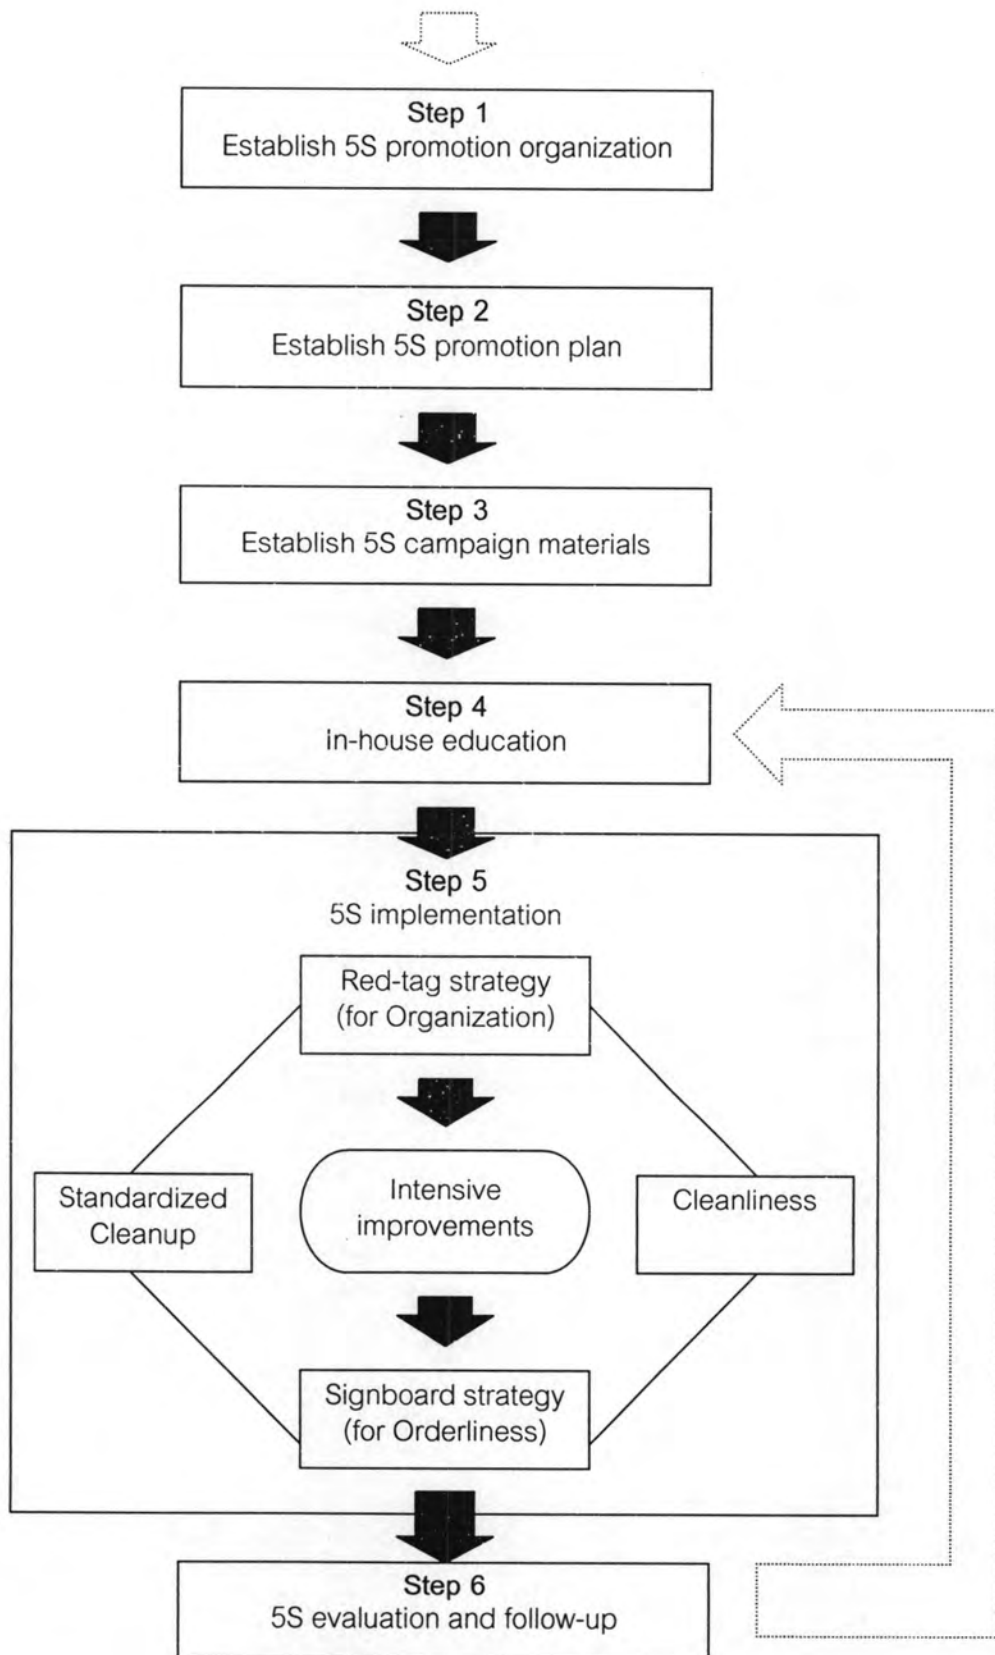 Step 1
Establish 5S promotion organization
Step 2
Establish 5S promotion plan
Step 3
Establish 5S campaign materials
Step 4
in-house education
Step 5
5S implementation
Red-tag strategy
(for Organization)
Standardized
Cleanup
Intensive
improvements
Cleanliness
Signboard strategy
(for Orderliness)
Step 6
5S evaluation and follow-up